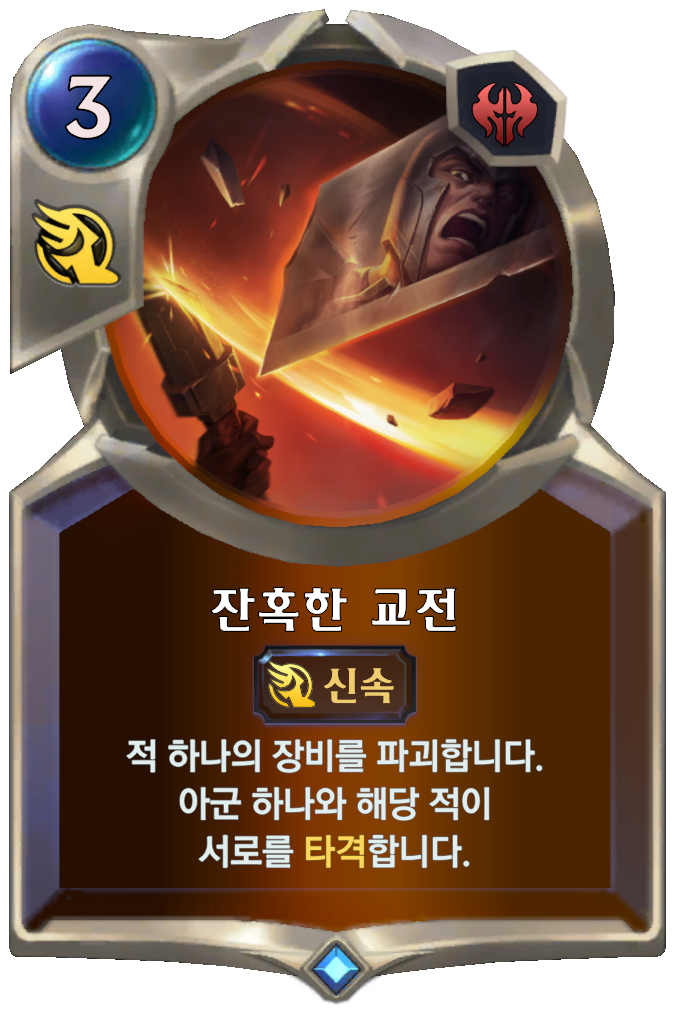 3
잔혹한 교전
신속
적 하나의 장비를 파괴합니다.
아군 하나와 해당 적이
서로를 타격합니다.